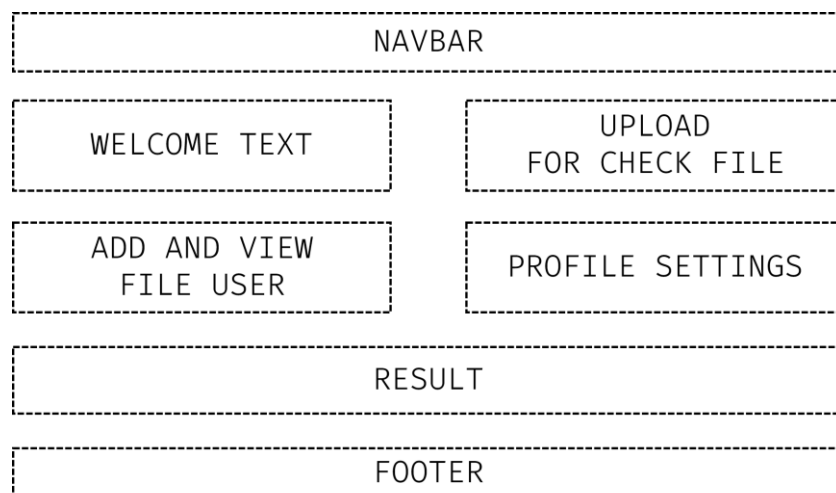 NAVBAR
WELCOME TEXT
UPLOAD
FOR CHECK FILE
ADD AND VIEW
FILE USER
PROFILE SETTINGS
RESULT
FOOTER